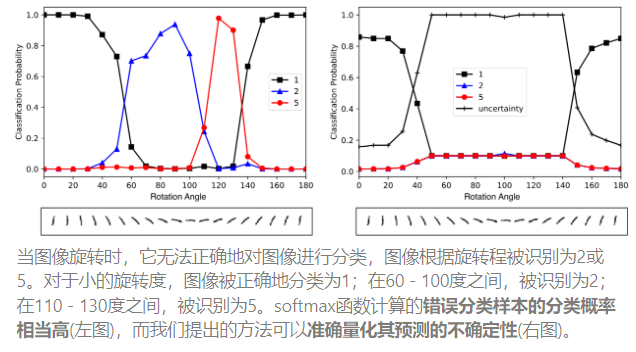 1.0
0.8
0.6
0.4
0.2
0.0
Classification Probability
1
2
5
0 20 40 60 80 100 120 140 160 180
Rotation Angle
1.0
0.8
0.6
0.4
0.2
0.0
Classification Probability
1
2
5
uncertainty
0 20 40 60 80 100 120 140 160 180
Rotation Angle
当图像旋转时，它无法正确地对图像进行分类，图像根据旋转程被识别为2或
5。对于小的旋转度，图像被正确地分类为1；在60 - 100度之间，被识别为2；
在110 - 130度之间，被识别为5。softmax函数计算的错误分类样本的分类概率
相当高(左图)，而我们提出的方法可以准确量化其预测的不确定性(右图)。